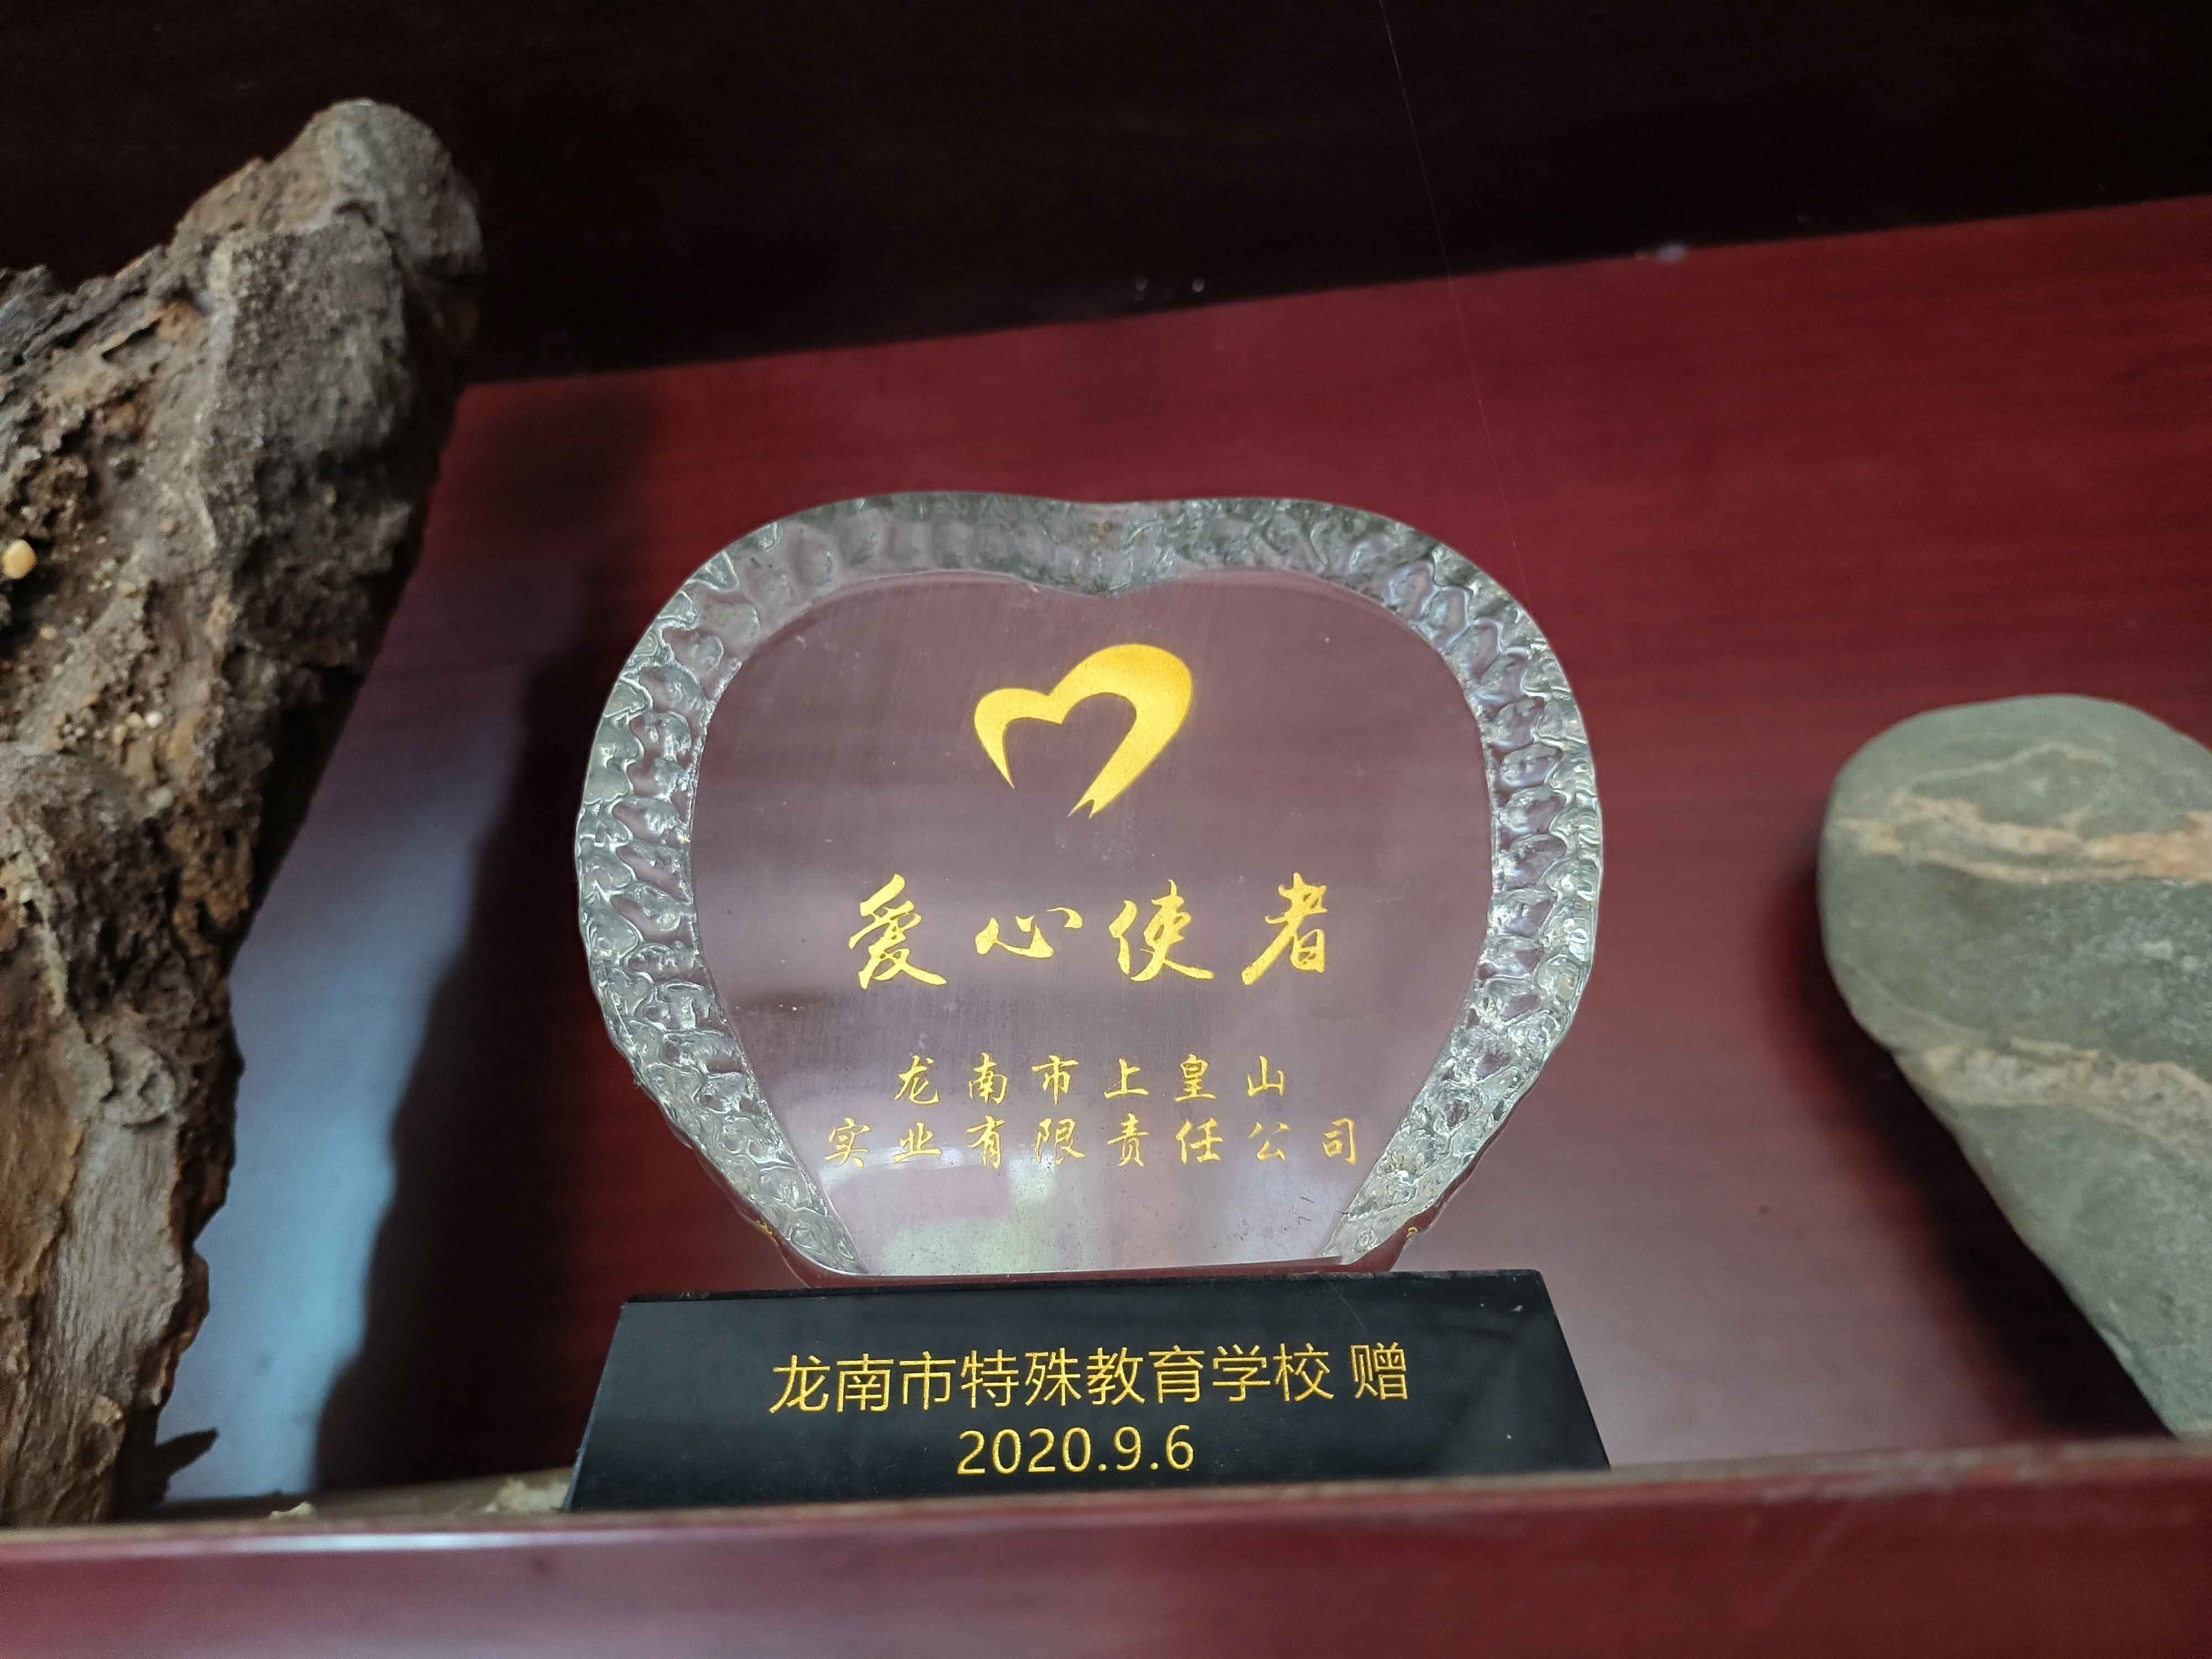 爱心使者
龙南市上皇山
实业有限责任公司
龙南市特殊教育学校 赠
2020.9.6